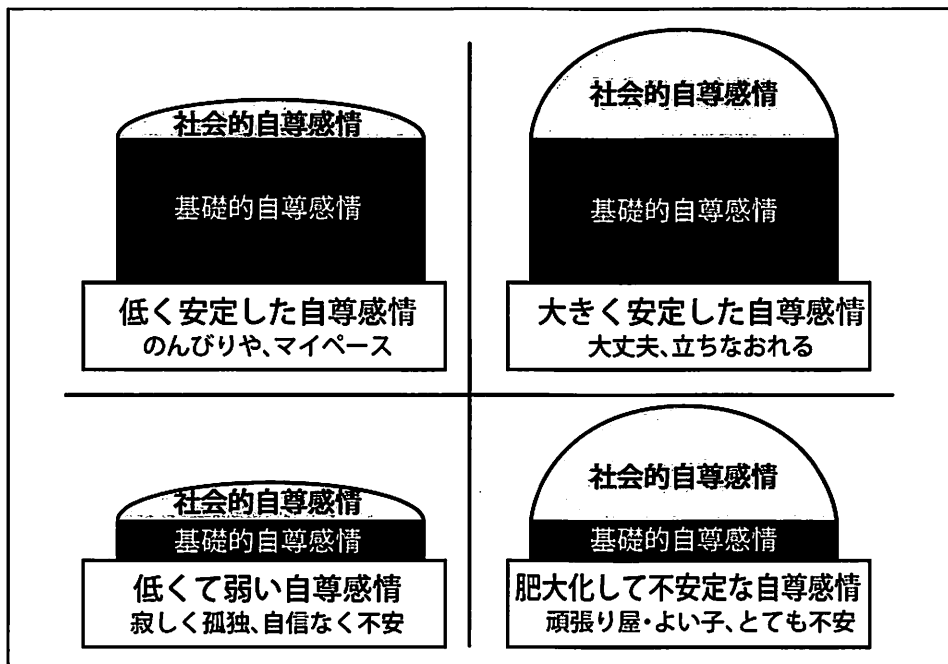 社会的自尊感情
基礎的自尊感情
低く安定した自尊感情
のんびりや、マイペース
社会的自尊感情
基礎的自尊感情
大きく安定した自尊感情
大丈夫、立ちなおれる
社会的自尊感情
基礎的自尊感情
低くて弱い自尊感情
寂しく孤独、自信なく不安
社会的自尊感情
基礎的自尊感情
肥大化して不安定な自尊感情
頑張り屋・よい子、とても不安